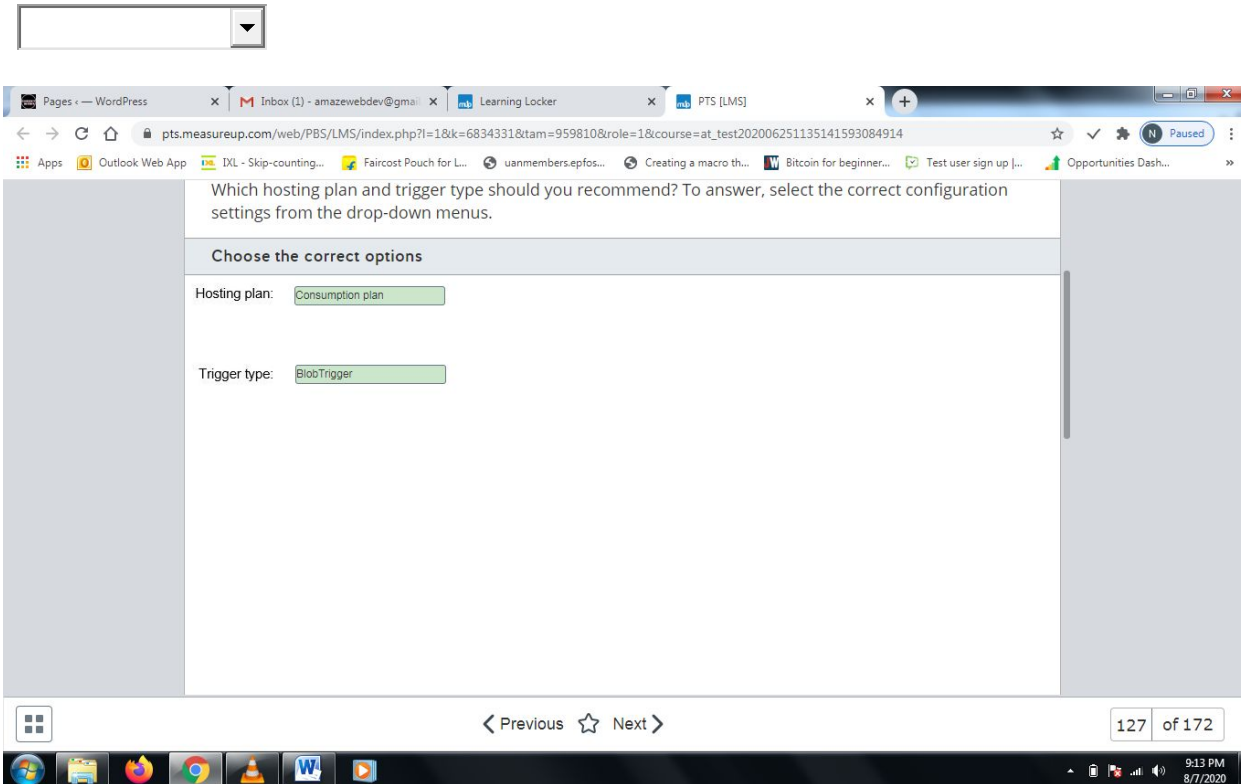 Pages ‹ — WordPress
Inbox (1) - amazewebdev@gmail
Learning Locker
PTS [LMS]
pts.measureup.com/web/PBS/LMS/index.php?l=1&k=6834331&tam=959810&role=1&course=at_test202006251135141593084914
N Paused
Apps
Outlook Web App
IXL - Skip-counting...
Faircost Pouch for L...
uanmembers.epfos...
Creating a macro th...
Bitcoin for beginner...
Test user sign up |...
Opportunities Dash...
»
Which hosting plan and trigger type should you recommend? To answer, select the correct configuration
settings from the drop-down menus.
Choose the correct options
Hosting plan: Consumption plan
Trigger type: BlobTrigger
Previous Next
127 of 172
9:13 PM
8/7/2020